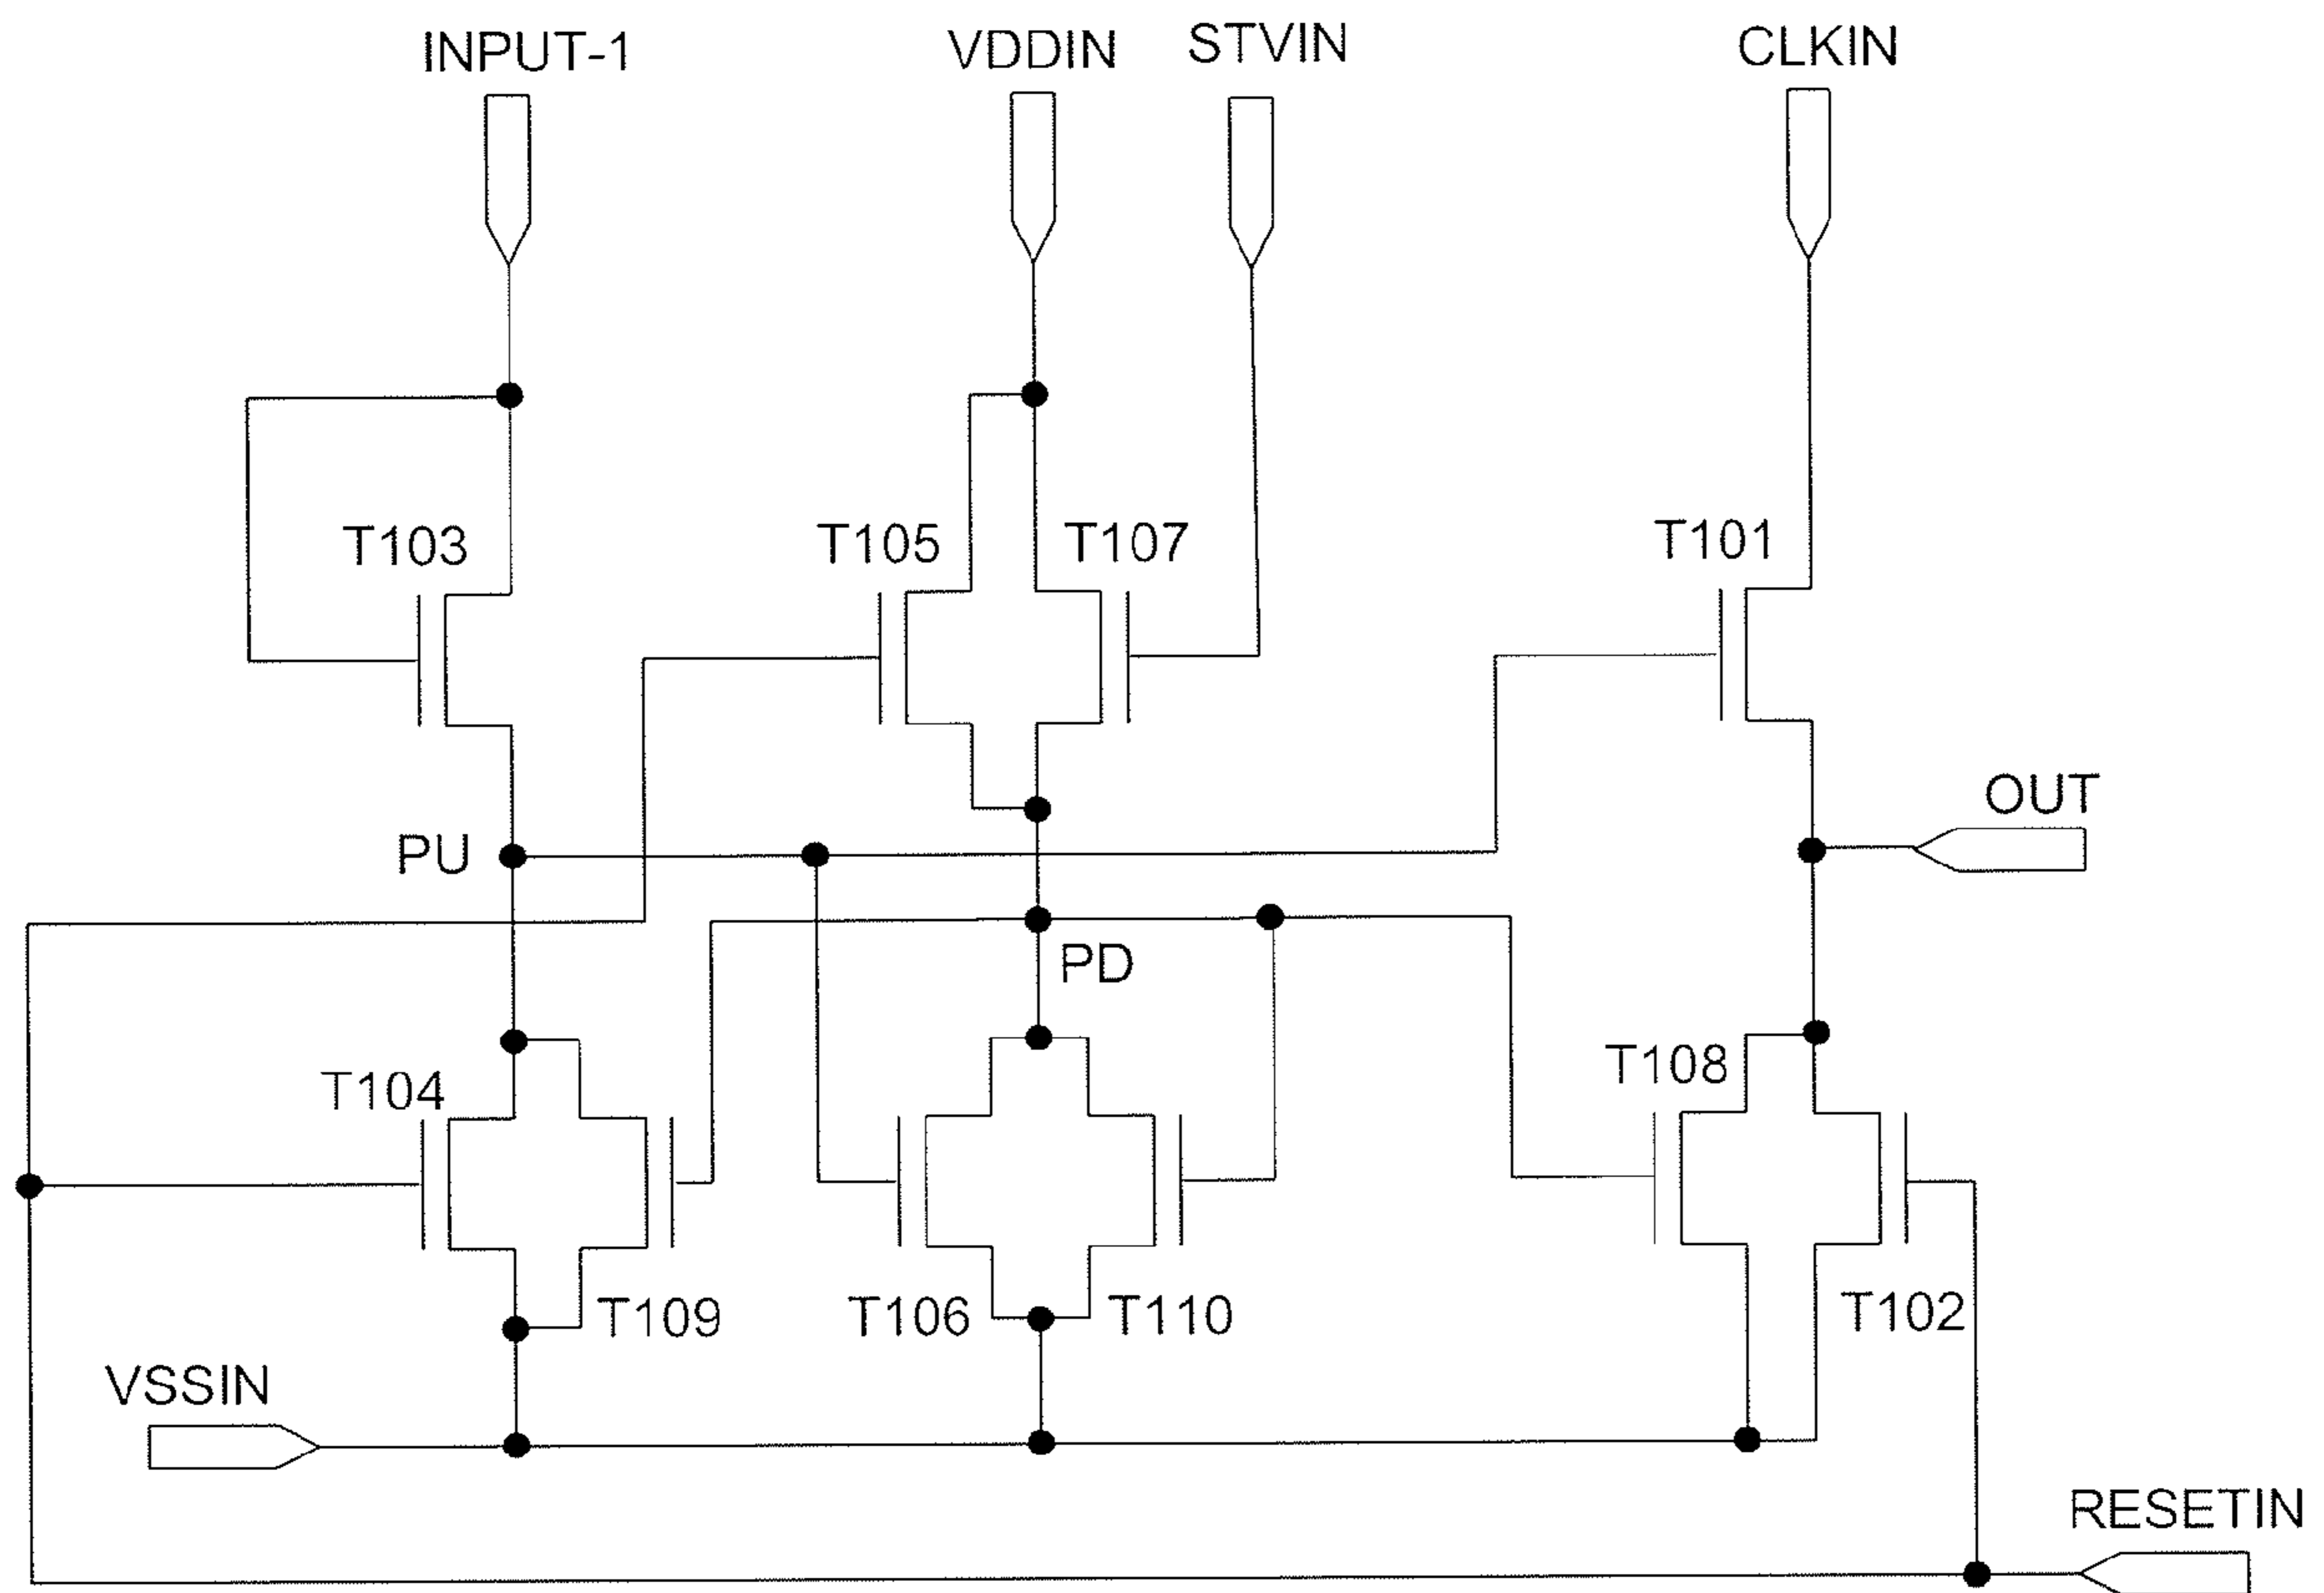 INPUT-1
VDDIN
STVIN
CLKIN
T103
T105
T107
T101
OUT
PU
PD
T104
T108
T109
T106
T110
T102
VSSIN
RESETIN